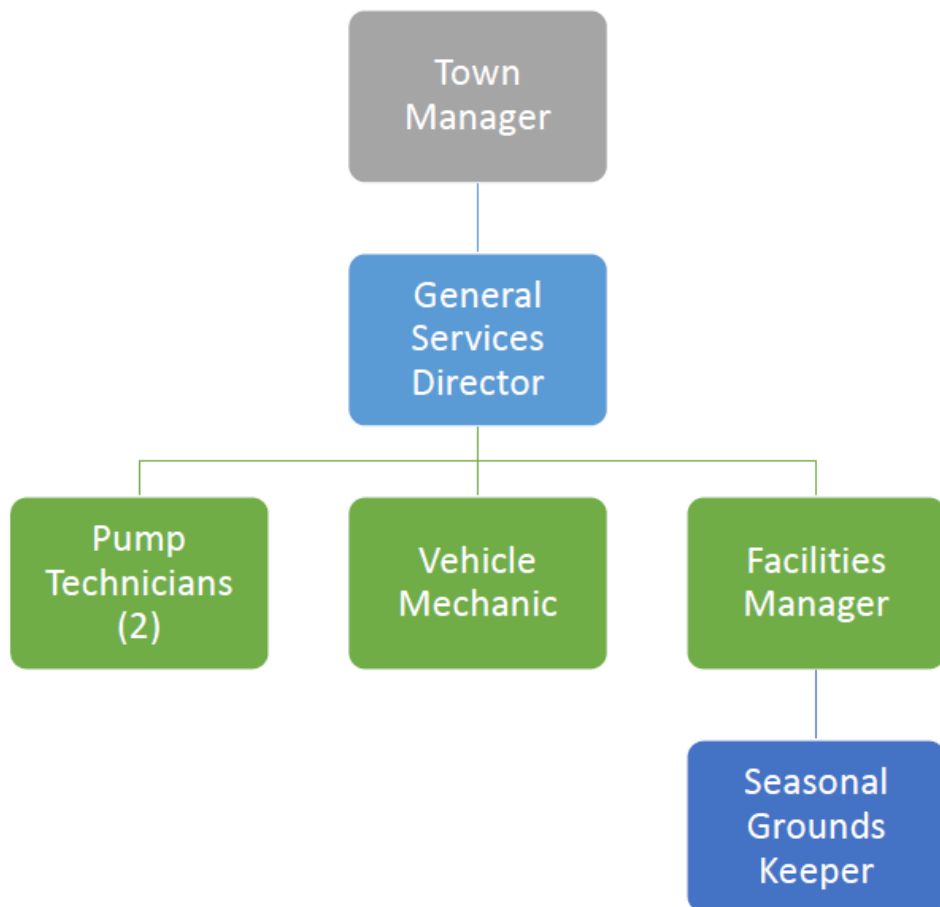 Town
Manager
General
Services
Director
Pump
Technicians
(2)
Vehicle
Mechanic
Facilities
Manager
Seasonal
Grounds
Keeper